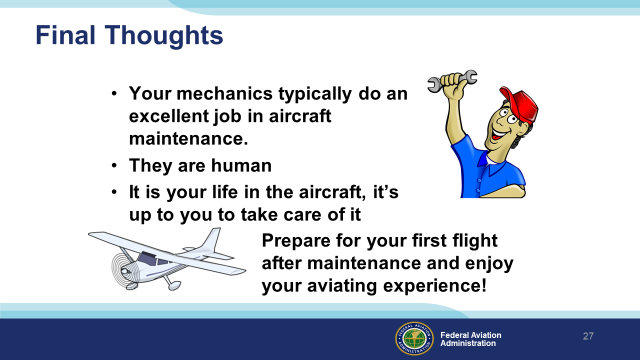 Final Thoughts
• Your mechanics typically do an
excellent job in aircraft
maintenance.
• They are human
• It is your life in the aircraft, it’s
up to you to take care of it
Prepare for your first flight
after maintenance and enjoy
your aviating experience!
Federal Aviation
Administration
27